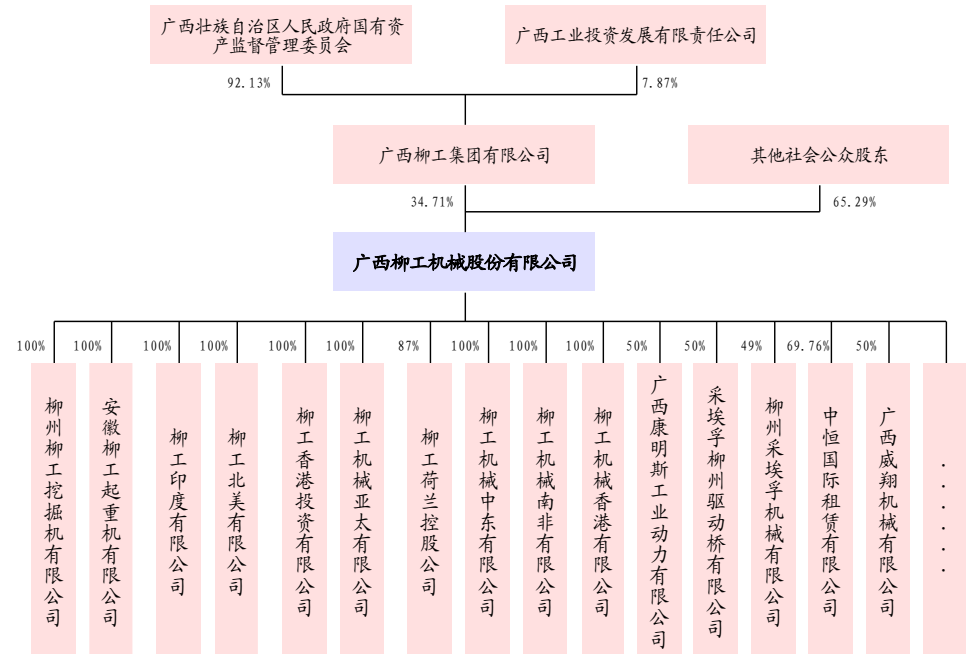 广西壮族自治区人民政府国有资
产监督管理委员会
广西工业投资发展有限责任公司
92.13%
7.87%
广西柳工集团有限公司
其他社会公众股东
34.71%
65.29%
广西柳工机械股份有限公司
100%
100%
100%
100%
100%
100%
87%
100%
100%
100%
50%
50%
49%
69.76%
50%
柳州柳工挖掘机有限公司
安徽柳工起重机有限公司
柳工印度有限公司
柳工北美有限公司
柳工香港投资有限公司
柳工机械亚太有限公司
柳工荷兰控股公司
柳工机械中东有限公司
柳工机械南非有限公司
柳工机械香港有限公司
广西康明斯工业动力有限公司
采埃孚柳州驱动桥有限公司
柳州采埃孚机械有限公司
中恒国际租赁有限公司
广西威翔机械有限公司
......